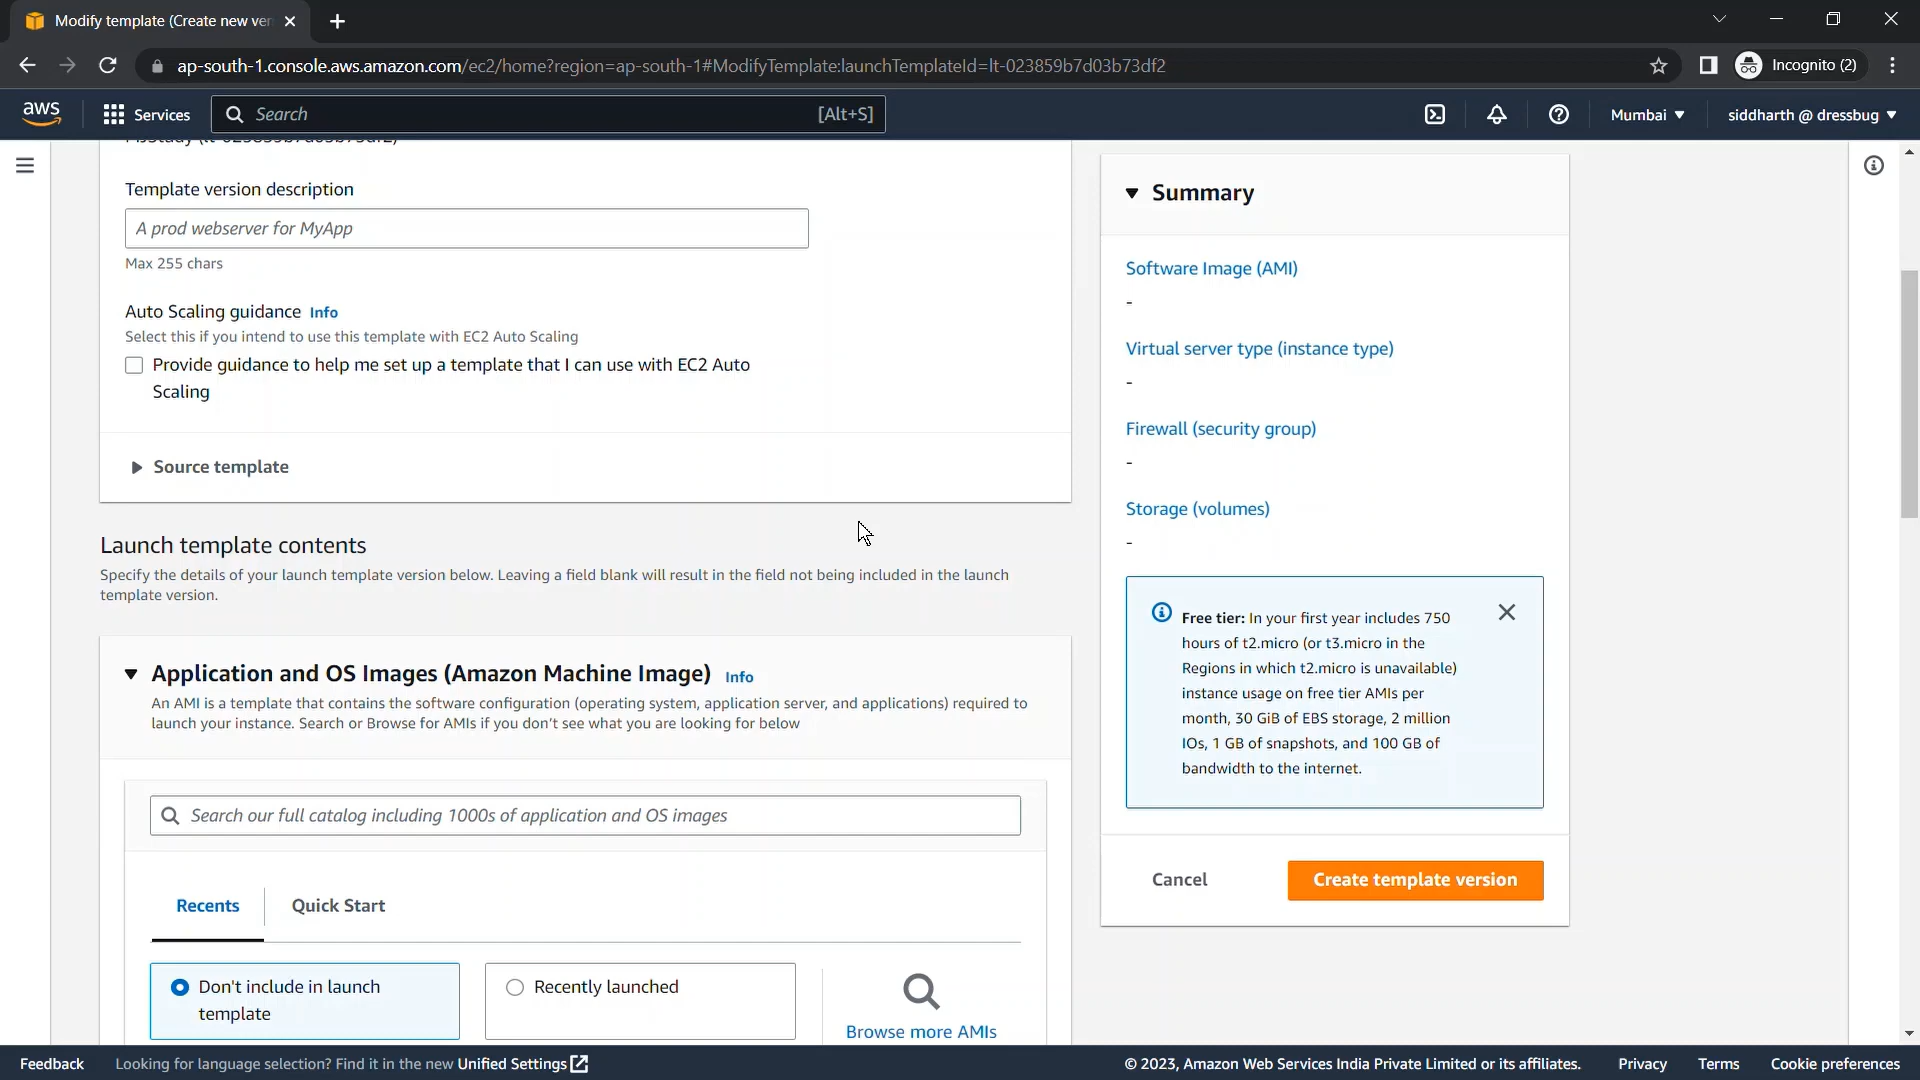 Modify template (Create new ver
ap-south-1.console.aws.amazon.com/ec2/home?region=ap-south-1#ModifyTemplate:launchTemplateId=lt-023859b7d03b73df2
Incognito (2)
aws
Services
Search
[Alt+S]
Mumbai
siddharth @ dressbug
Template version description
A prod webserver for MyApp
Max 255 chars
Auto Scaling guidance Info
Select this if you intend to use this template with EC2 Auto Scaling
Provide guidance to help me set up a template that I can use with EC2 Auto
Scaling
Source template
Launch template contents
Specify the details of your launch template version below. Leaving a field blank will result in the field not being included in the launch
template version.
Application and OS Images (Amazon Machine Image) Info
An AMI is a template that contains the software configuration (operating system, application server, and applications) required to
launch your instance. Search or Browse for AMIs if you don't see what you are looking for below
Search our full catalog including 1000s of application and OS images
Recents
Quick Start
Don't include in launch
template
Recently launched
Browse more AMIs
Summary
Software Image (AMI)
-
Virtual server type (instance type)
-
Firewall (security group)
-
Storage (volumes)
-
Free tier: In your first year includes 750
hours of t2.micro (or t3.micro in the
Regions in which t2.micro is unavailable)
instance usage on free tier AMIs per
month, 30 GiB of EBS storage, 2 million
IOs, 1 GB of snapshots, and 100 GB of
bandwidth to the internet.
Cancel
Create template version
Feedback
Looking for language selection? Find it in the new Unified Settings
© 2023, Amazon Web Services India Private Limited or its affiliates.
Privacy
Terms
Cookie preferences